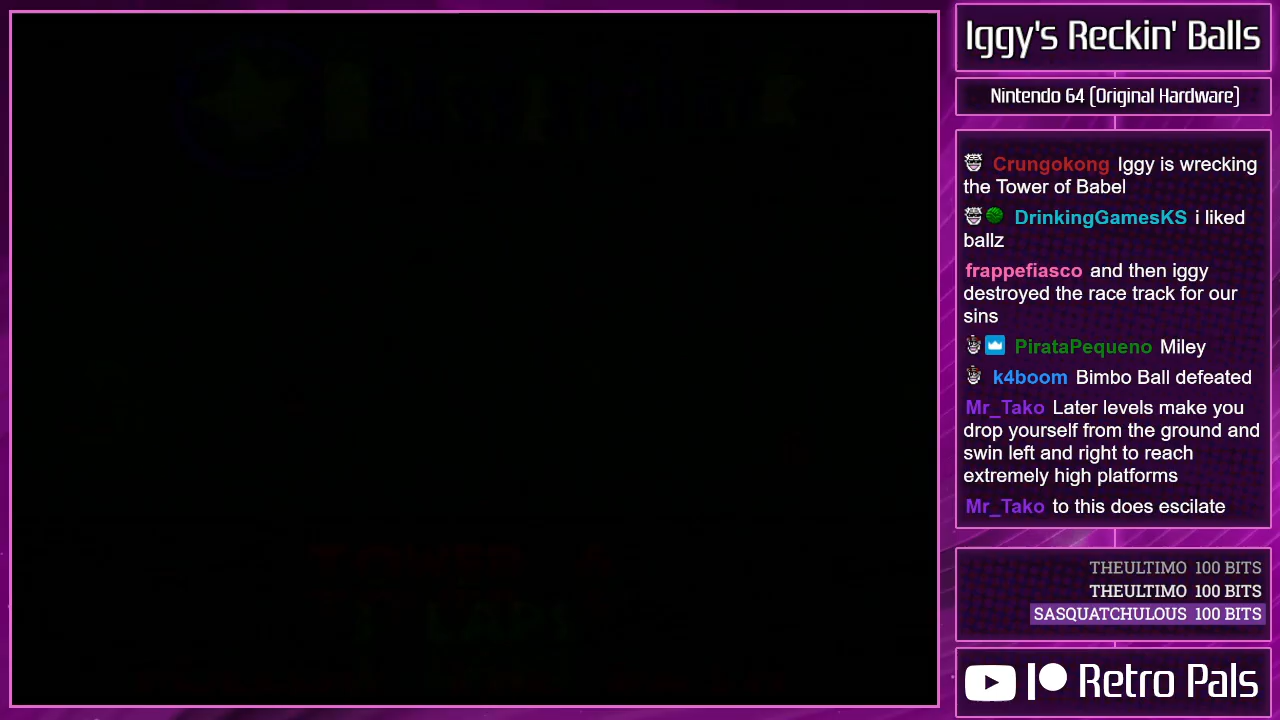 Iggy's Reckin' Balls
Nintendo 64 (Original Hardware)
Crungokong Iggy is wrecking
the Tower of Babel
DrinkingGamesKS i liked
ballz
frappefiasco and then iggy
destroyed the race track for our
sins
PirataPequeno Miley
k4boom Bimbo Ball defeated
Mr_Tako Later levels make you
drop yourself from the ground and
swin left and right to reach
extremely high platforms
Mr_Tako to this does escilate
THEULTIMO 100 BITS
THEULTIMO 100 BITS
SASQUATCHULOUS 100 BITS
Retro Pals